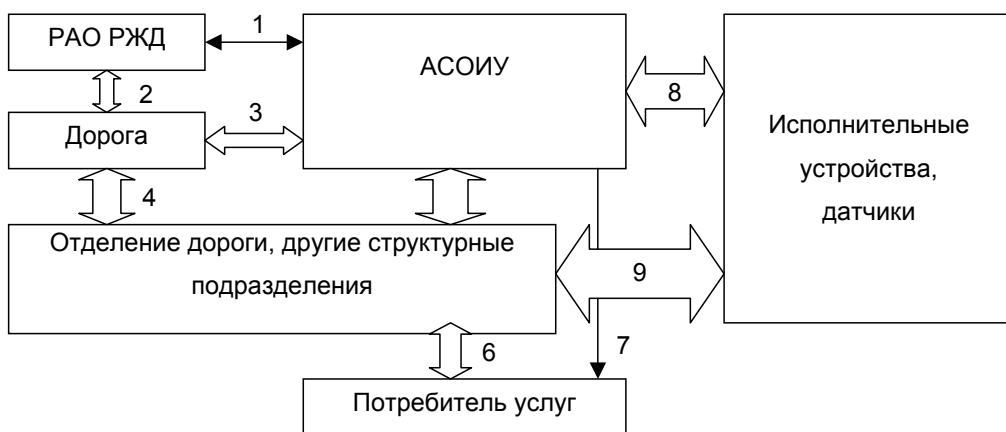 РАО РЖД
1
АСОИУ
2
8
3
Дорога
Исполнительные
устройства,
датчики
4
Отделение дороги, другие структурные
подразделения
9
6
7
Потребитель услуг